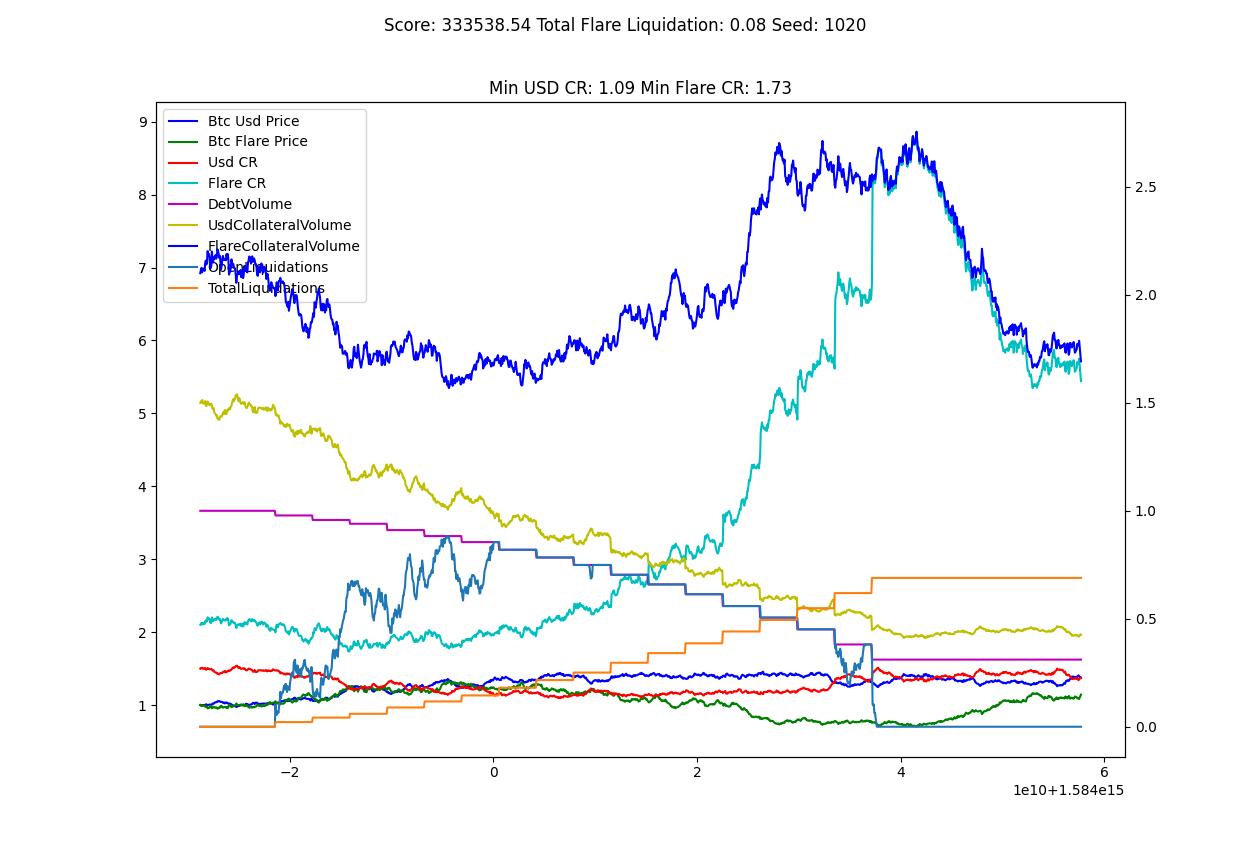 Score: 333538.54 Total Flare Liquidation: 0.08 Seed: 1020
Min USD CR: 1.09 Min Flare CR: 1.73
Btc Usd Price
Btc Flare Price
Usd CR
Flare CR
DebtVolume
UsdCollateralVolume
FlareCollateralVolume
OpenLiquidations
TotalLiquidations
9
8
7
6
5
4
3
2
1
2.5
2.0
1.5
1.0
0.5
0.0
−2
0
2
4
6
1e10+1.584e15